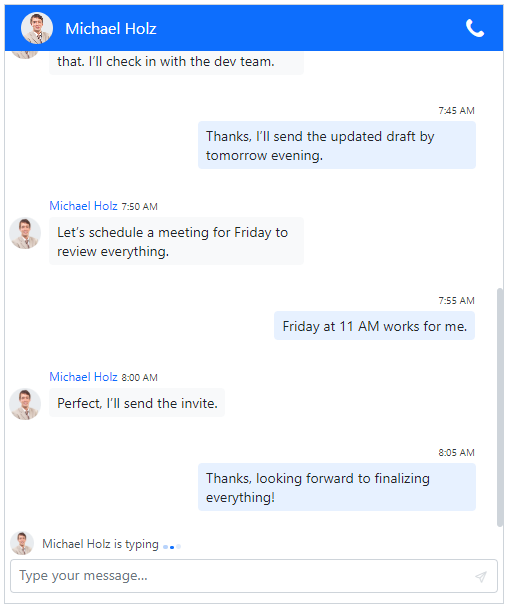 Michael Holz
that. I'll check in with the dev team.
7:45 AM
Thanks, I'll send the updated draft by
tomorrow evening.
Michael Holz 7:50 AM
Let's schedule a meeting for Friday to
review everything.
7:55 AM
Friday at 11 AM works for me.
Michael Holz 8:00 AM
Perfect, I'll send the invite.
8:05 AM
Thanks, looking forward to finalizing
everything!
Michael Holz is typing
Type your message...